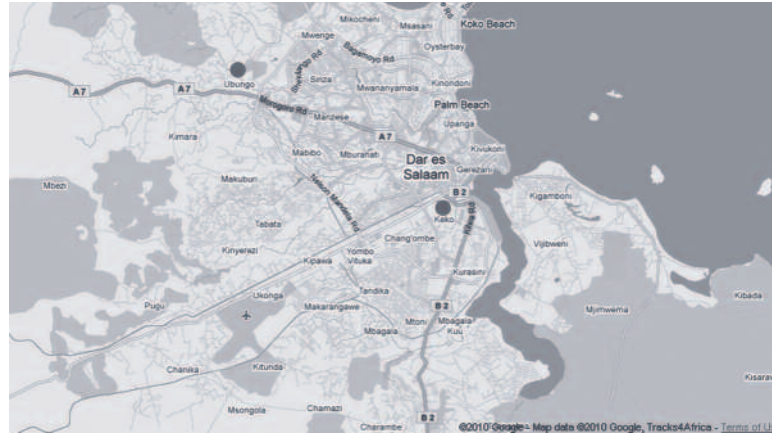 Mikocheni
Msasani
Koko Beach
Mwenge
Bagamoyo Rd
Oysterbay
Ubungo
Sinza
Kinondoni
A7
A7
Mwananyamala
Morogoro Rd
Manzese
Palm Beach
Upanga
Kimara
A7
Kivukoni
Mabibo
Mburahati
Dar es
Salaam
Gerezani
Makuburi
Mbezi
Nelson Mandela Rd
B 2
Kigamboni
Tabata
Keko
Kilwa Rd
Chang'ombe
Vijibweni
Kinyerezi
Kipawa
Yombo
Vituka
Kurasini
Ukonga
Tandika
Kibada
Pugu
Makarangawe
B 2
Mjimwema
Mbagala
Mtoni
Mbagala
Kuu
Chanika
Kitunda
Kisarawe
Msongola
Chamazi
B 2
Charambe
©2010 Google - Map data ©2010 Google, Tracks4Africa - Terms of U